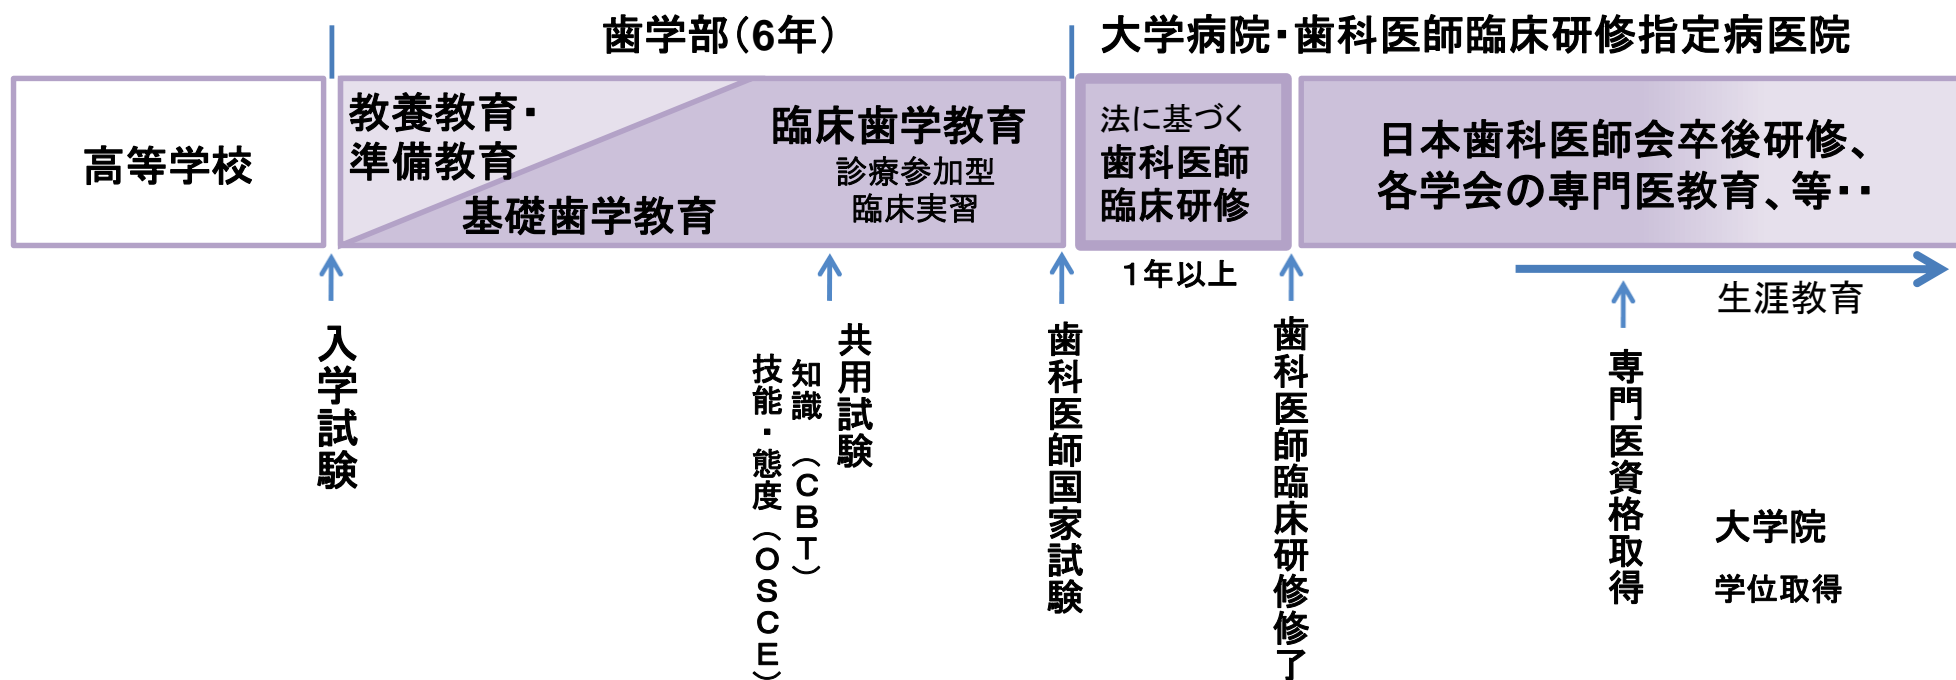 歯学部（6年）
大学病院・歯科医師臨床研修指定病医院
高等学校
教養教育・
準備教育
基礎歯学教育
臨床歯学教育
診療参加型
臨床実習
法に基づく
歯科医師
臨床研修
日本歯科医師会卒後研修、
各学会の専門医教育、等・・
1年以上
生涯教育
入学試験
共用試験
知識　（CBT）
技能・態度（OSCE）
歯科医師国家試験
歯科医師臨床研修修了
専門医資格取得
大学院
学位取得